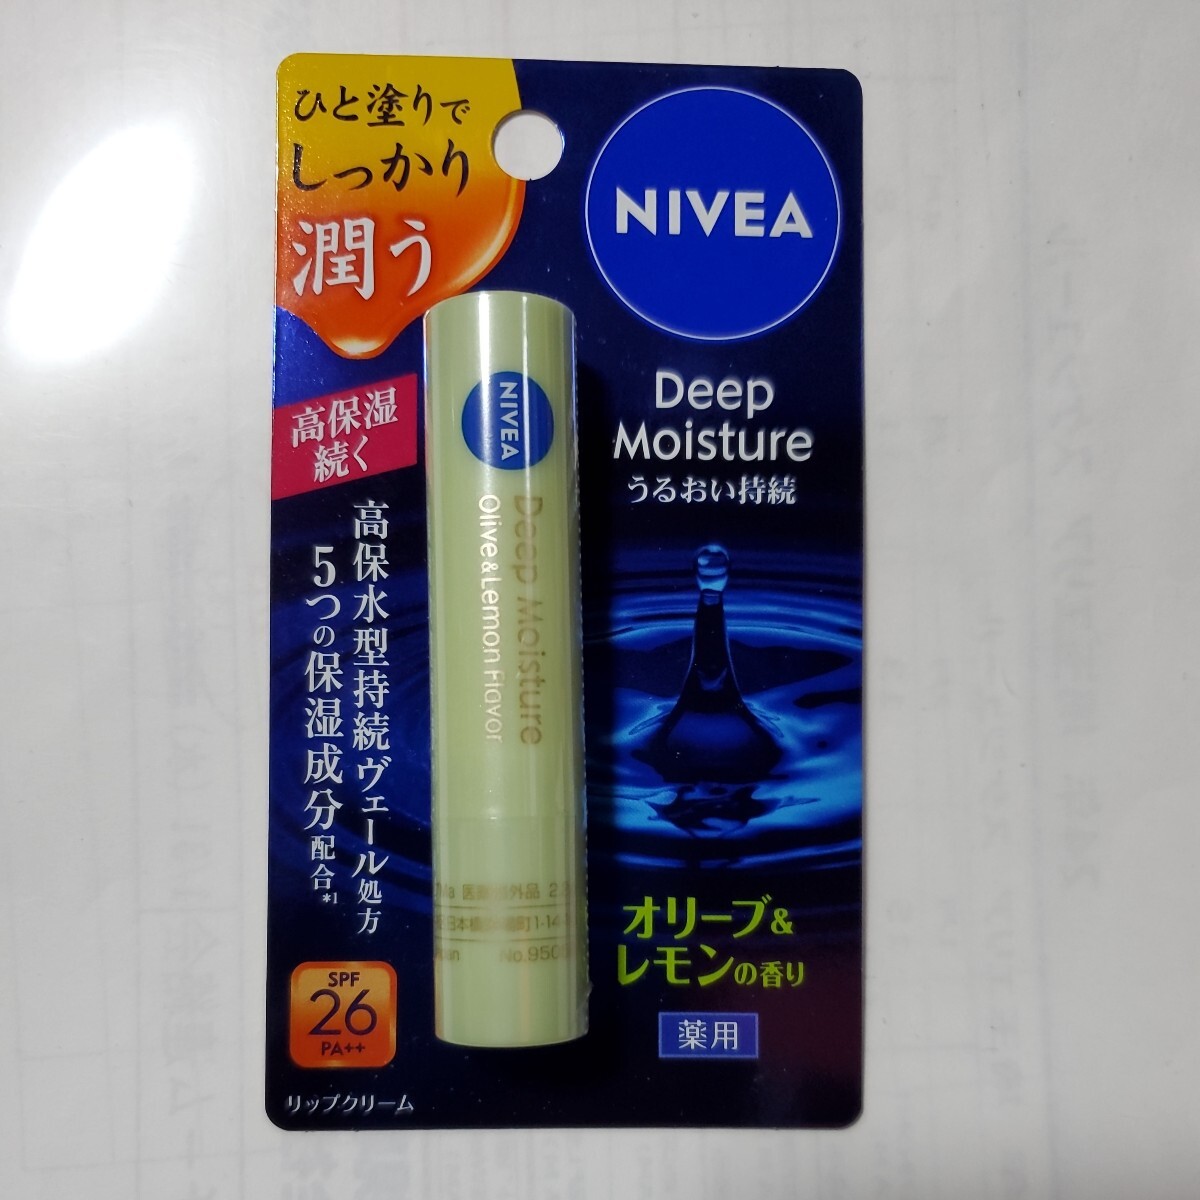 ひと塗りで
しっかり
潤う
NIVEA
Deep
Moisture
うるおい持続
高保湿
続く
高保水型持続ヴェール処方
5つの保湿成分配合*1
NIVEA
Deep Moisture
Olive&Lemon Flavor
オリーブ&
レモンの香り
薬用
SPF
26
PA++
リップクリーム